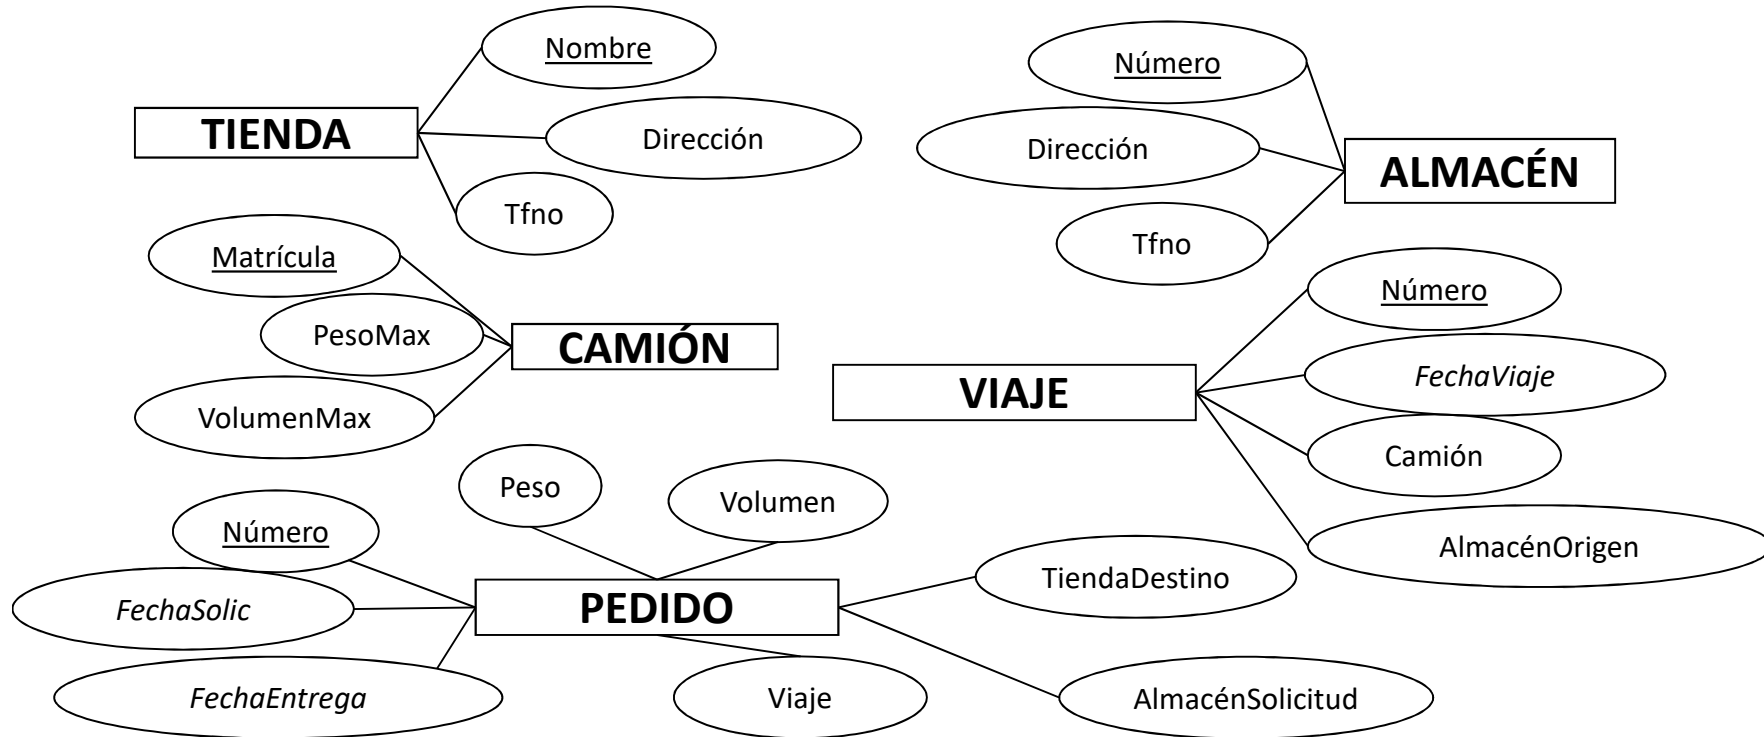 Nombre
TIENDA
Dirección
Tfno
Número
Dirección
ALMACÉN
Tfno
Matrícula
PesoMax
CAMIÓN
VolumenMax
Número
FechaViaje
VIAJE
Camión
AlmacénOrigen
Peso
Volumen
Número
FechaSolic
PEDIDO
FechaEntrega
Viaje
TiendaDestino
AlmacénSolicitud